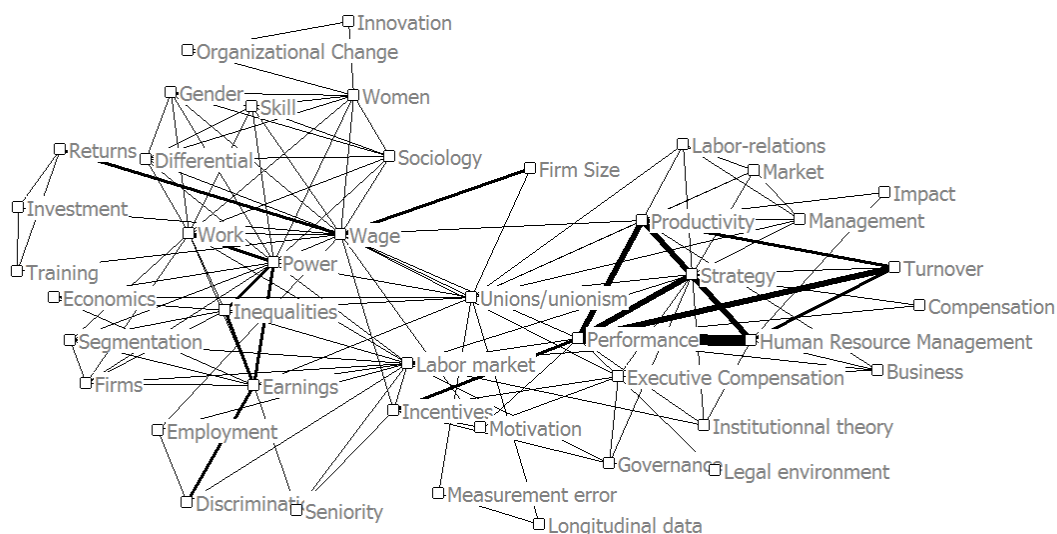 Innovation
Organizational Change
Gender
Skill
Women
Returns
Differential
Sociology
Firm Size
Labor-relations
Market
Impact
Investment
Work
Wage
Productivity
Management
Training
Power
Strategy
Turnover
Economics
Inequalities
Unions/unionism
Compensation
Segmentation
Performance
Human Resource Management
Firms
Earnings
Labor market
Executive Compensation
Business
Employment
Incentives
Motivation
Institutionnal theory
Governance
Legal environment
Discriminati
Seniority
Measurement error
Longitudinal data